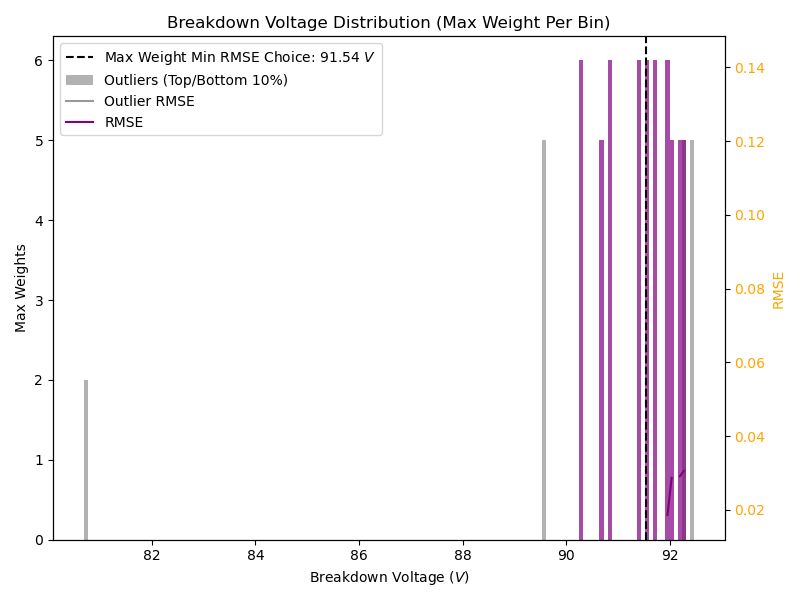 Breakdown Voltage Distribution (Max Weight Per Bin)
Max Weight Min RMSE Choice: 91.54 V
Outliers (Top/Bottom 10%)
Outlier RMSE
RMSE
6
5
4
3
2
1
0
Max Weights
0.14
0.12
0.10
0.08
0.06
0.04
0.02
RMSE
82 84 86 88 90 92
Breakdown Voltage (V)